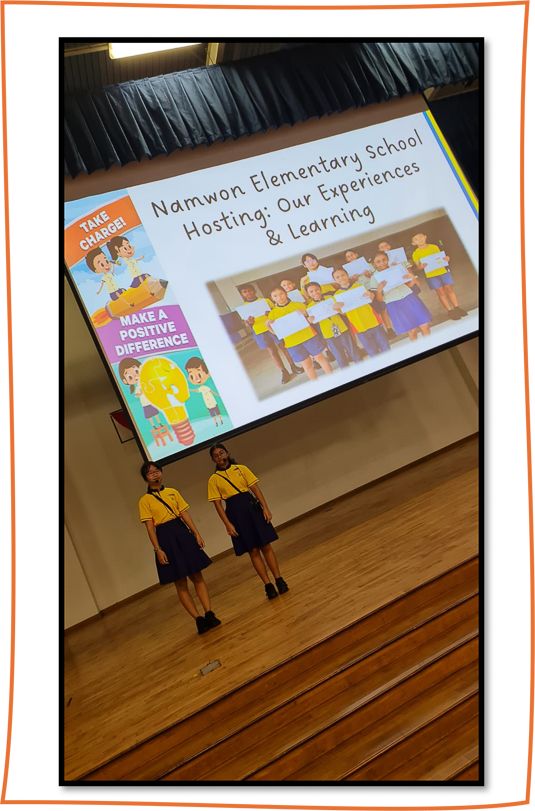 TAKE
CHARGE!
MAKE A
POSITIVE
DIFFERENCE
Namwon Elementary School
Hosting: Our Experiences
& Learning